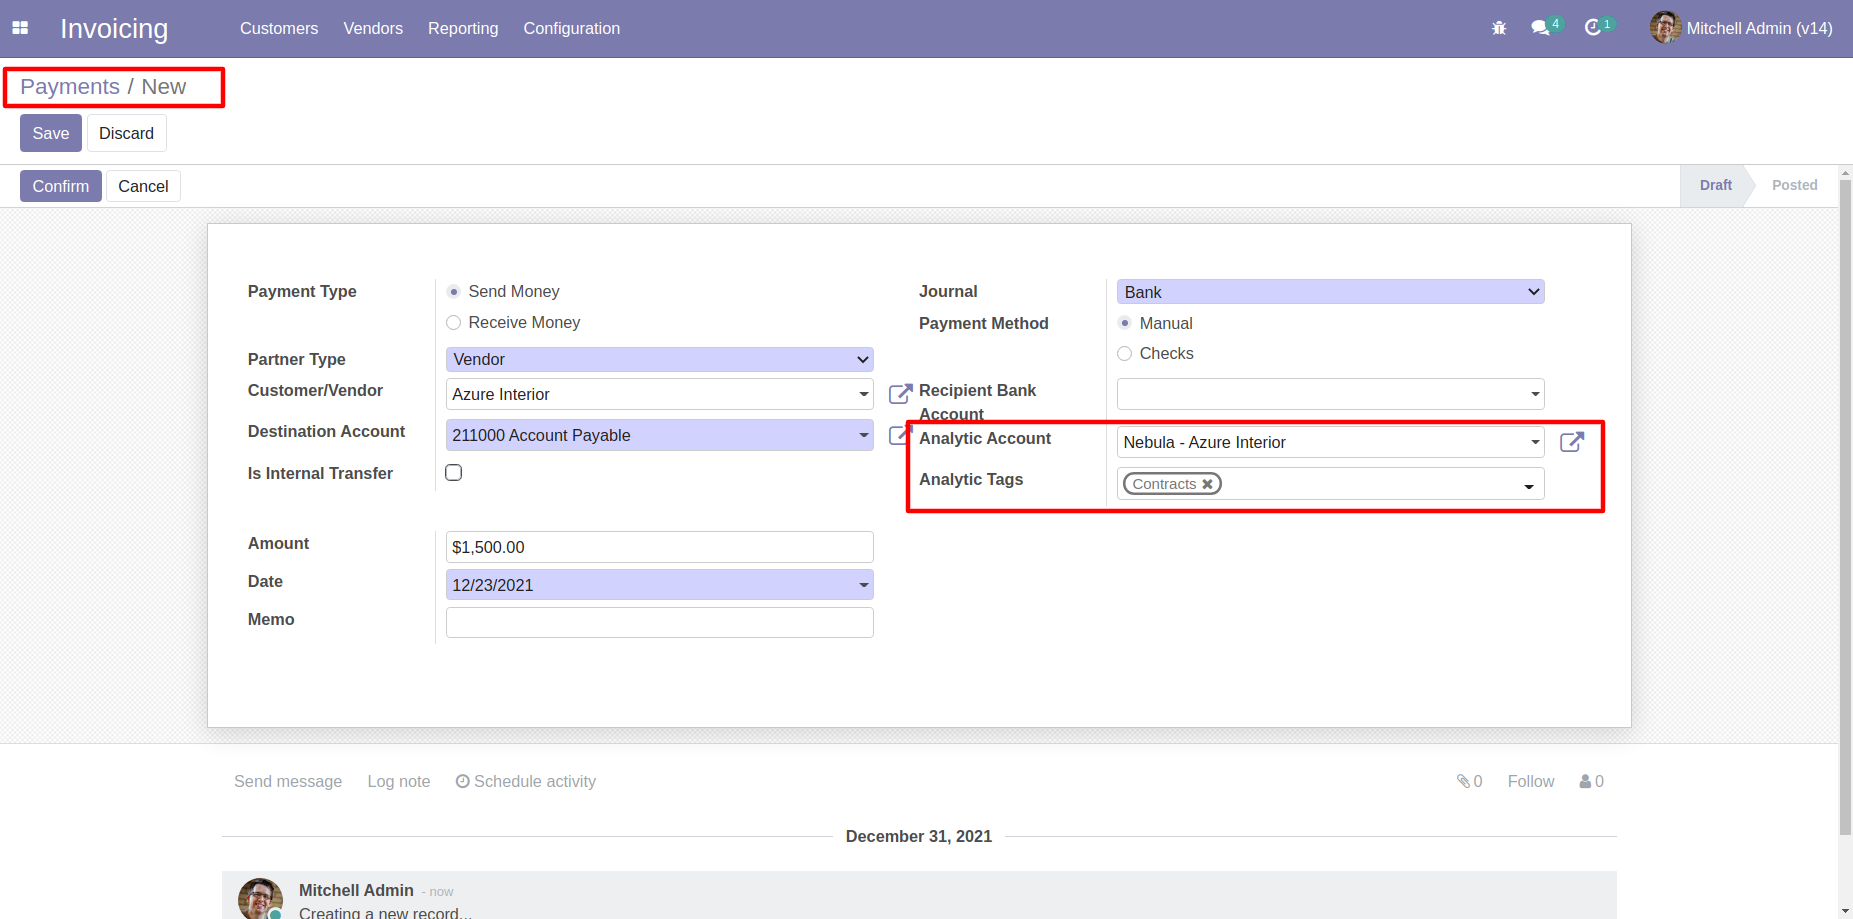 Invoicing
Customers Vendors Reporting Configuration
4 1 Mitchell Admin (v14)
Payments / New
Save Discard
Confirm Cancel
Draft Posted
Payment Type
Send Money
Receive Money
Partner Type Vendor
Customer/Vendor Azure Interior
Destination Account 211000 Account Payable
Is Internal Transfer
Journal Bank
Payment Method
Manual
Checks
Recipient Bank
Account
Analytic Account Nebula - Azure Interior
Analytic Tags Contracts
Amount $1,500.00
Date 12/23/2021
Memo
Send message Log note Schedule activity
0 Follow 0
December 31, 2021
Mitchell Admin - now
Creating a new record...